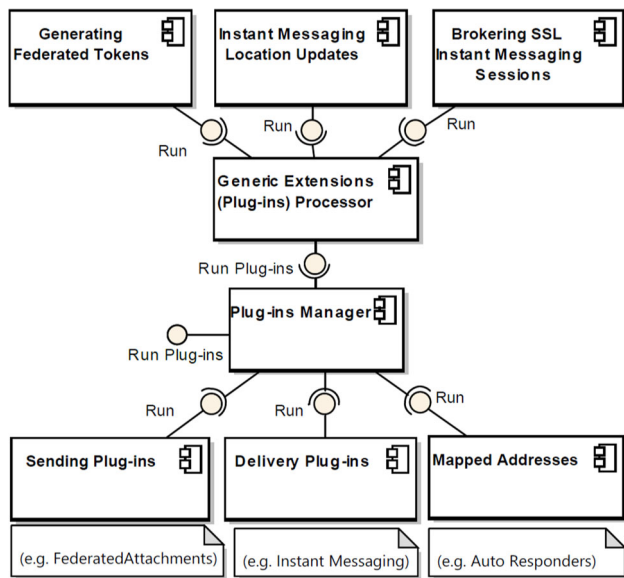 Generating
Federated Tokens
Instant Messaging
Location Updates
Brokering SSL
Instant Messaging
Sessions
Run
Run
Run
Generic Extensions
(Plug-ins) Processor
Run Plug-ins
Plug-ins Manager
Run Plug-ins
Run
Run
Run
Sending Plug-ins
Delivery Plug-ins
Mapped Addresses
(e.g. FederatedAttachments)
(e.g. Instant Messaging)
(e.g. Auto Responders)